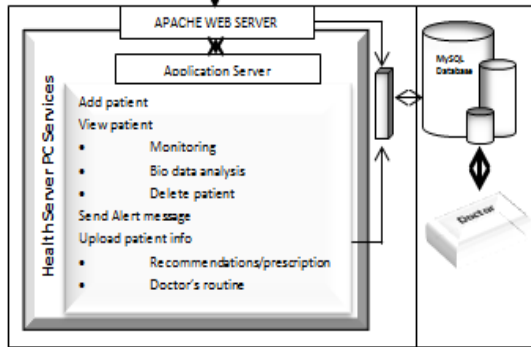 APACHE WEB SERVER
Application Server
Health Server PC Services
Add patient
View patient
• Monitoring
• Bio data analysis
• Delete patient
Send Alert message
Upload patient info
• Recommendations/prescription
• Doctor's routine
MySQL
Database
Doctor